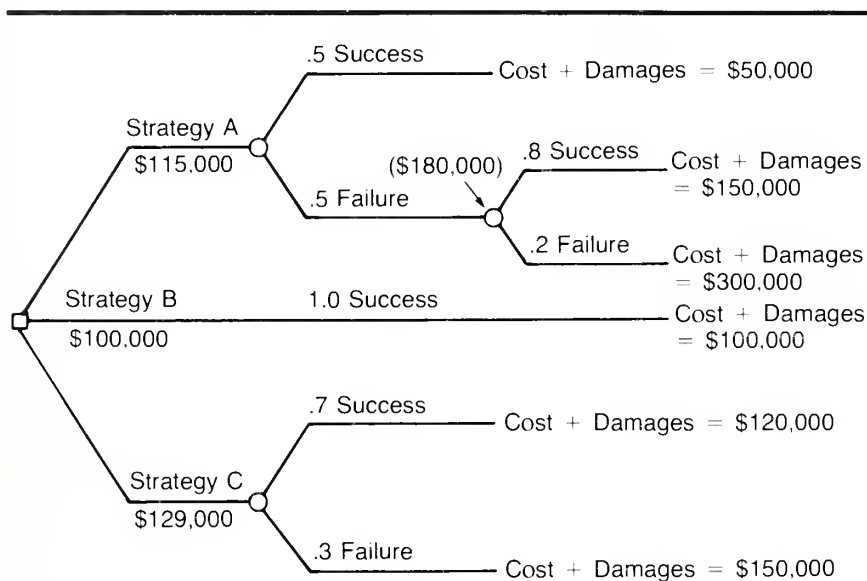 .5 Success
Cost + Damages = $50,000
Strategy A
$115,000
($180,000)
.8 Success
Cost + Damages
= $150,000
.5 Failure
.2 Failure
Cost + Damages
= $300,000
Strategy B
1.0 Success
Cost + Damages
= $100,000
$100,000
.7 Success
Cost + Damages = $120,000
Strategy C
$129,000
.3 Failure
Cost + Damages = $150,000